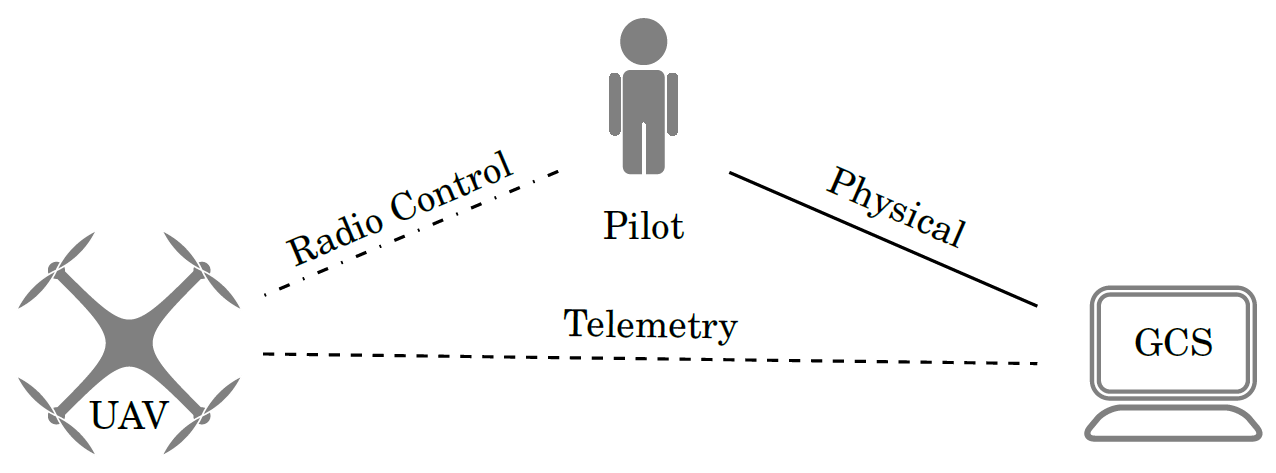 Radio Control
Physical
Pilot
Telemetry
GCS
UAV